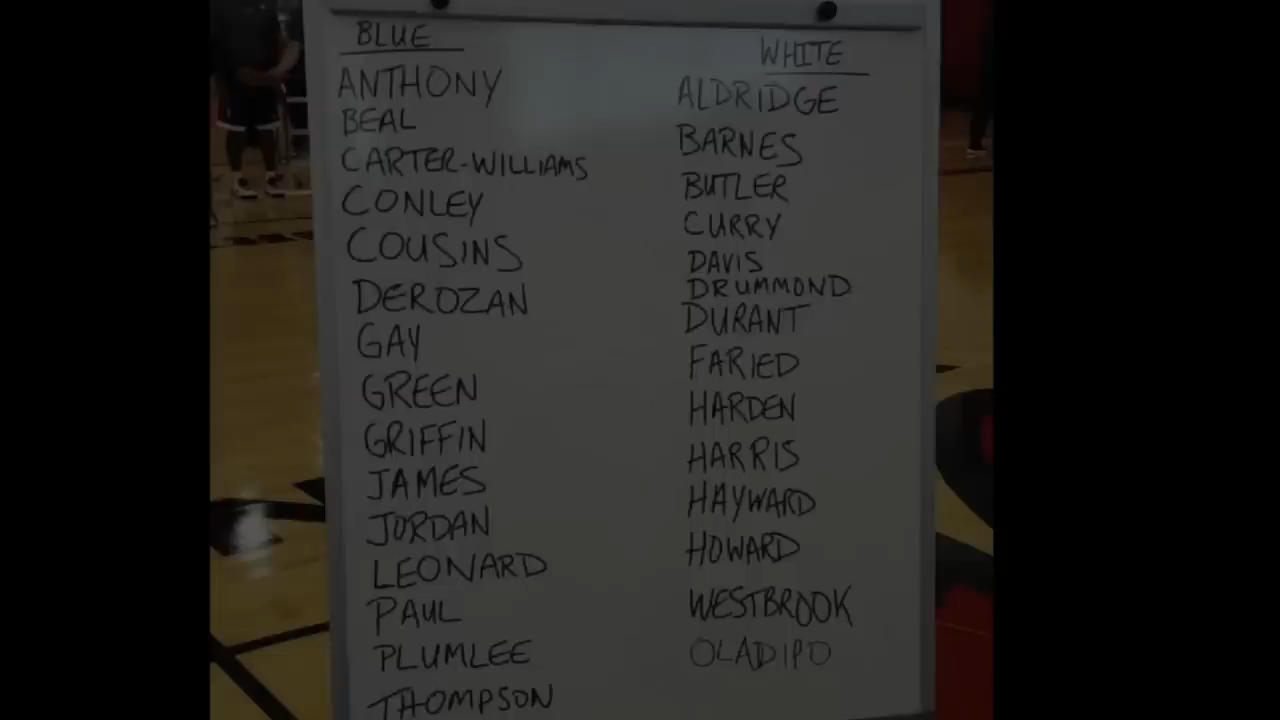 BLUE
ANTHONY
BEAL
CARTER-WILLIAMS
CONLEY
COUSINS
DEROZAN
GAY
GREEN
GRIFFIN
JAMES
JORDAN
LEONARD
PAUL
PLUMLEE
THOMPSON
WHITE
ALDRIDGE
BARNES
BUTLER
CURRY
DAVIS
DRUMMOND
DURANT
FARIED
HARDEN
HARRIS
HAYWARD
HOWARD
WESTBROOK
OLADIPO